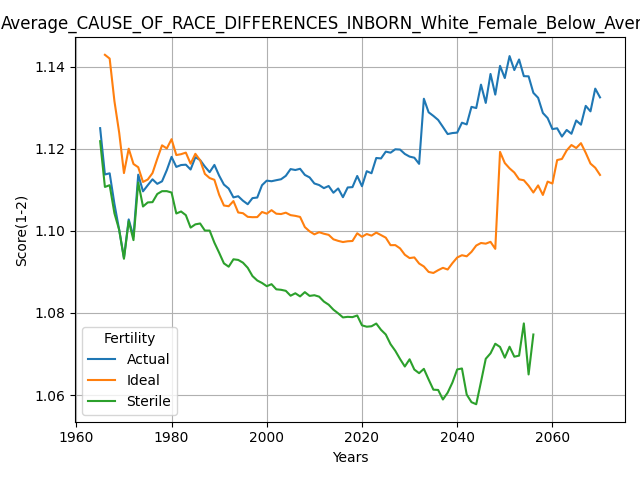 Average_CAUSE_OF_RACE_DIFFERENCES_INBORN_White_Female_Below_Aver
1.14
1.12
1.10
1.08
1.06
Score(1-2)
Fertility
Actual
Ideal
Sterile
1960
1980
2000
2020
2040
2060
Years